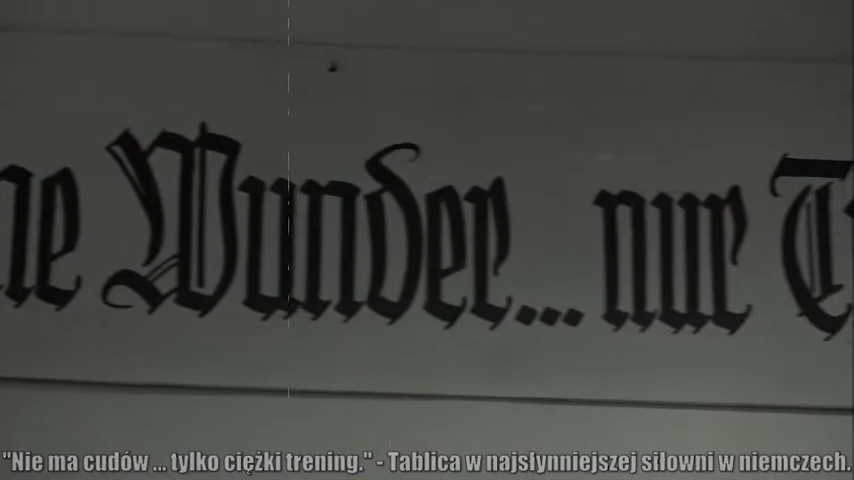 ne Wunder... nur T
"Nie ma cudów ... tylko ciężki trening." - Tablica w najsłynniejszej siłowni w niemczech.